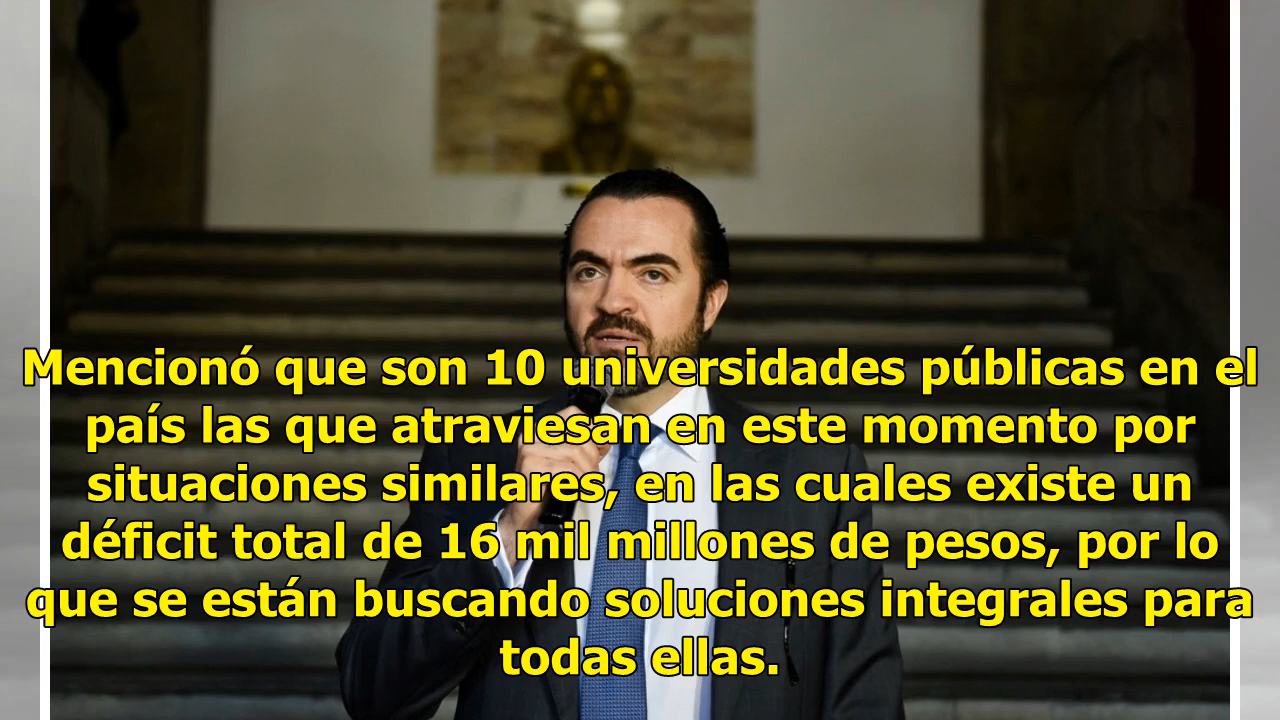 Mencionó que son 10 universidades públicas en el
país las que atraviesan en este momento por
situaciones similares, en las cuales existe un
déficit total de 16 mil millones de pesos, por lo
que se están buscando soluciones integrales para
todas ellas.